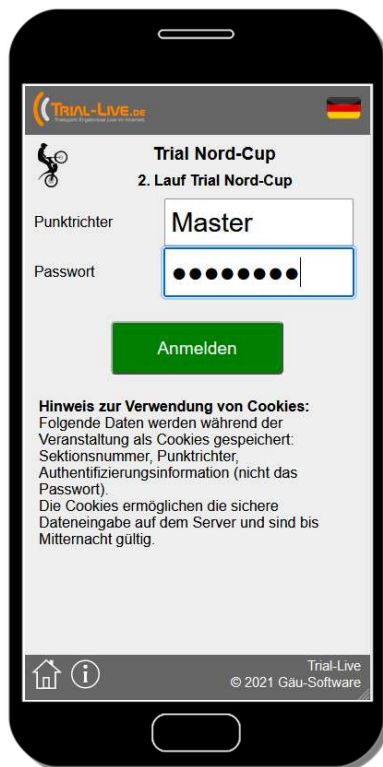 TRIAL-LIVE.DE
Trial Nord-Cup
2. Lauf Trial Nord-Cup
Punktrichter
Master
Passwort
●●●●●●●●
Anmelden
Hinweis zur Verwendung von Cookies:
Folgende Daten werden während der
Veranstaltung als Cookies gespeichert:
Sektionsnummer, Punktrichter,
Authentifizierungsinformation (nicht das
Passwort).
Die Cookies ermöglichen die sichere
Dateneingabe auf dem Server und sind bis
Mitternacht gültig.
Trial-Live
© 2021 Gäu-Software